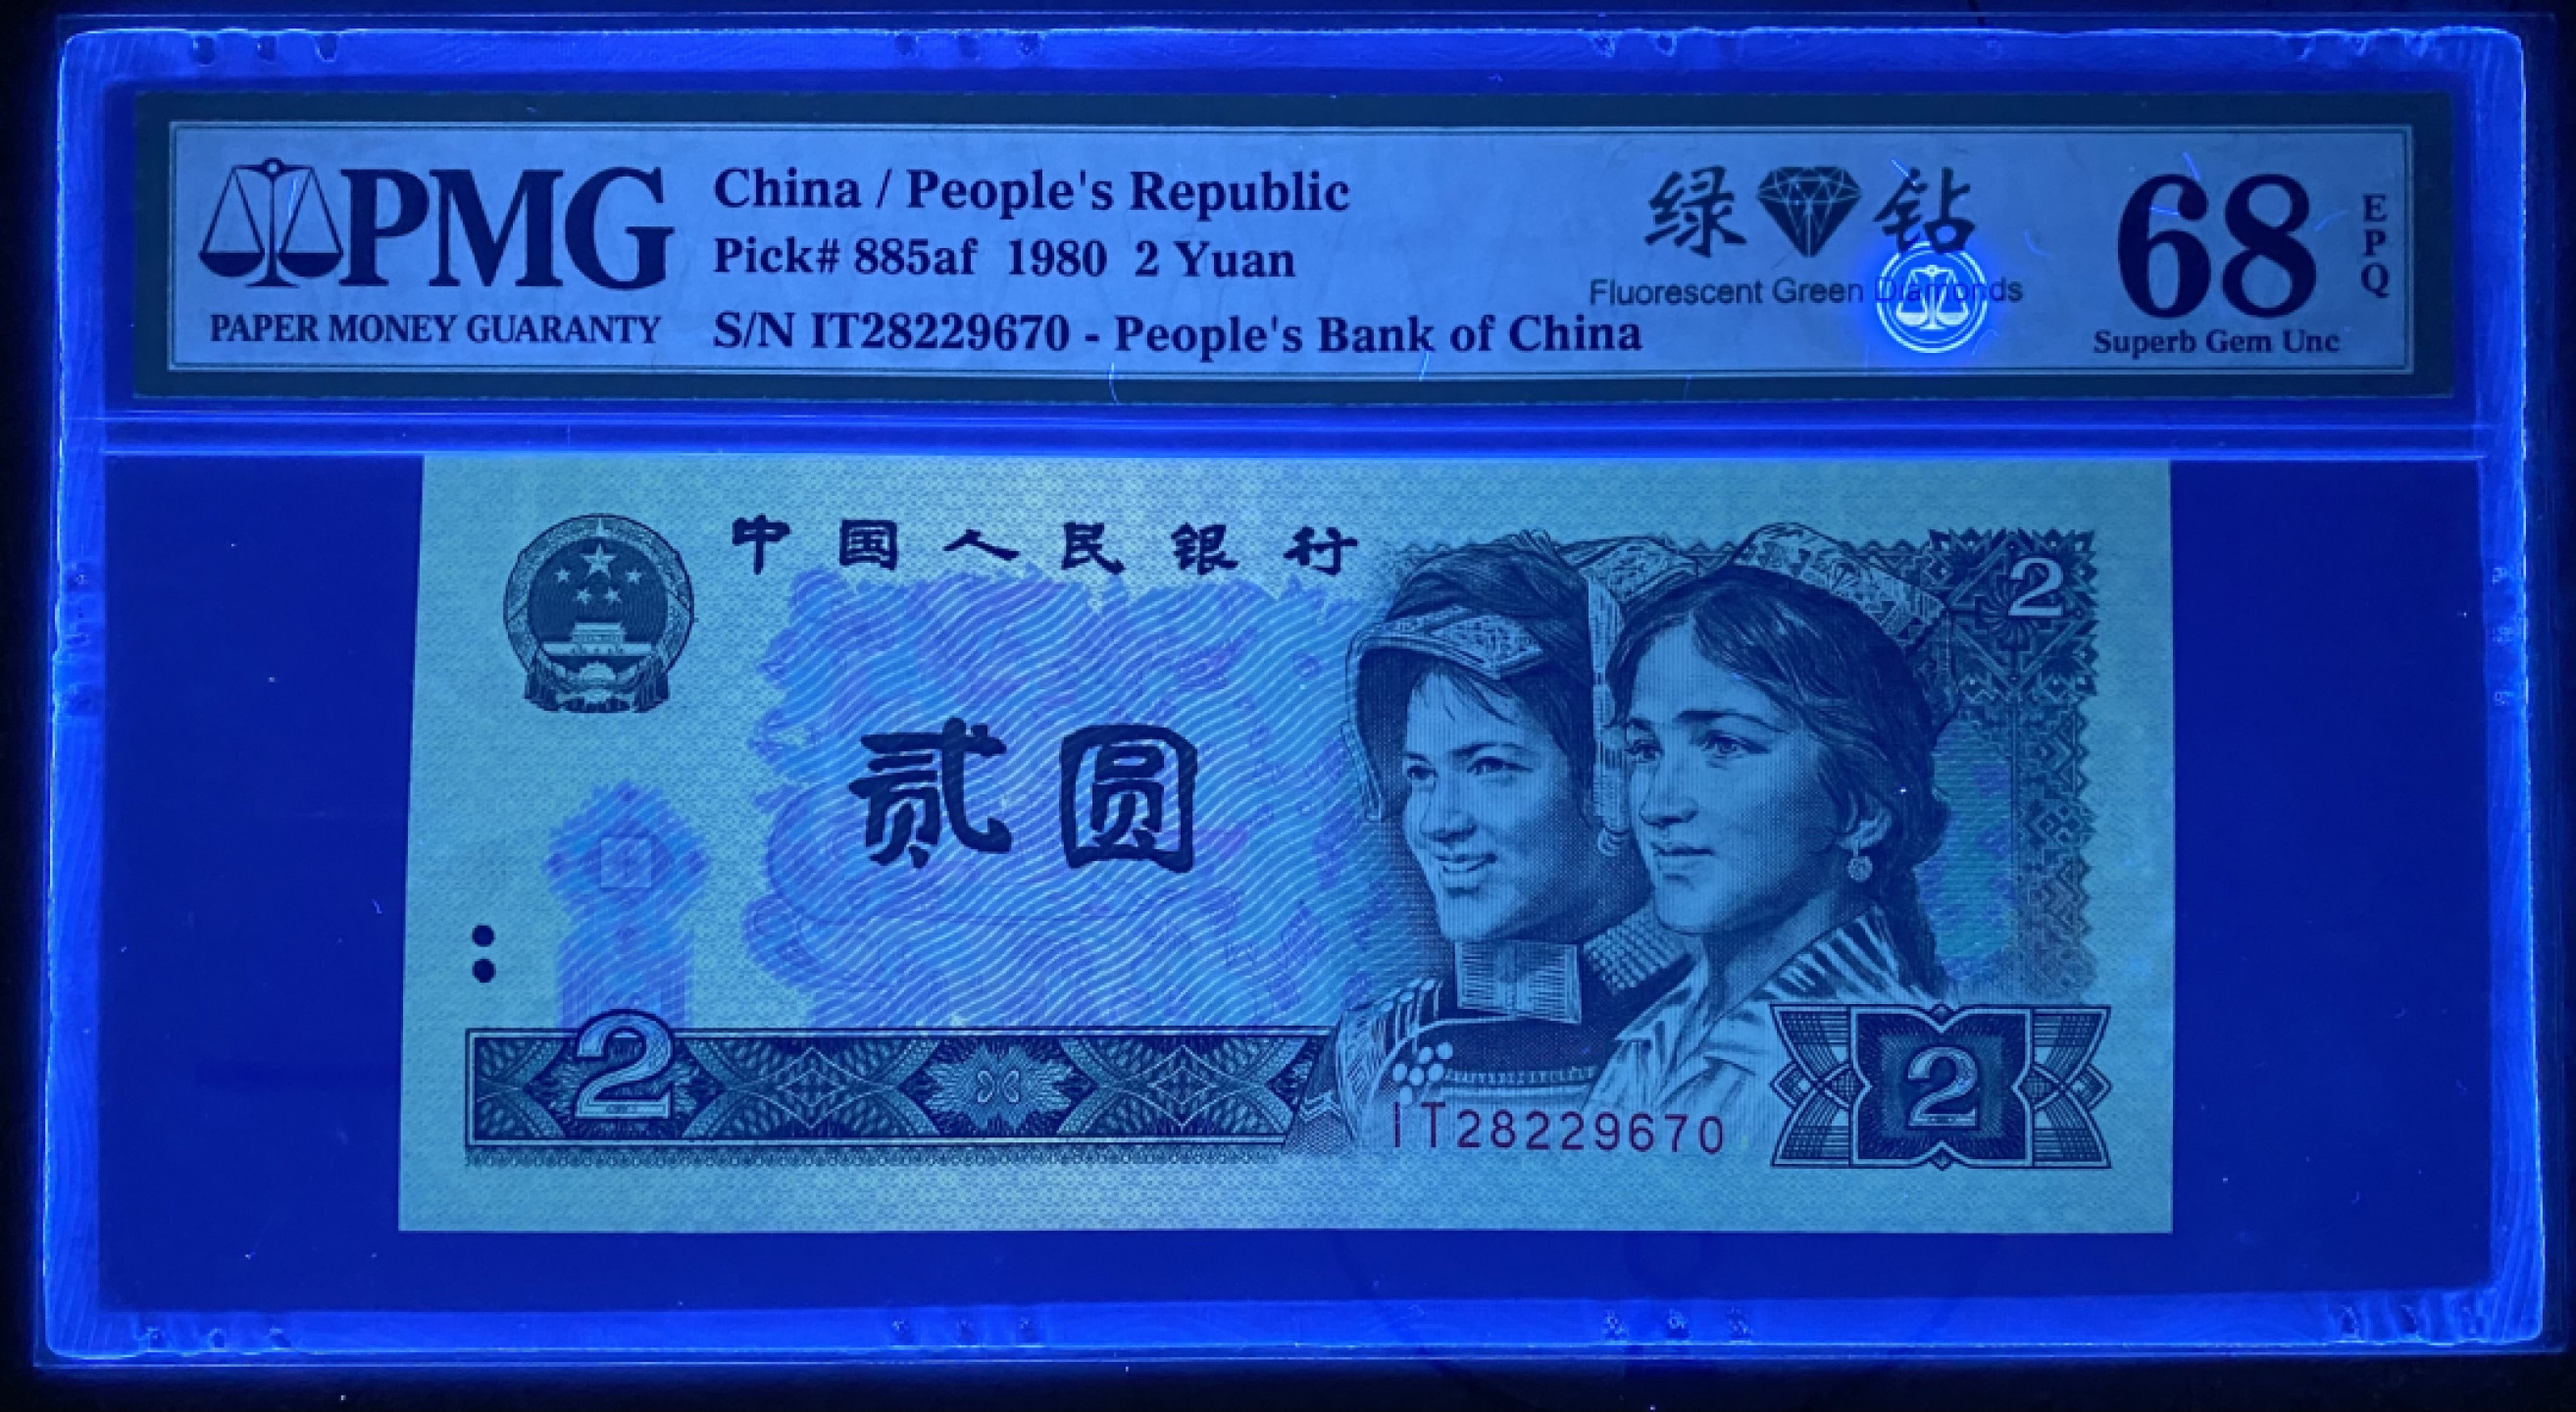 PMG
PAPER MONEY GUARANTY
China / People's Republic
Pick# 885af 1980 2 Yuan
S/N IT28229670 - People's Bank of China
绿钻
Fluorescent Green Diamonds
68
EPQ
Superb Gem Unc
中国人民银行
2
贰圆
2
IT28229670
2